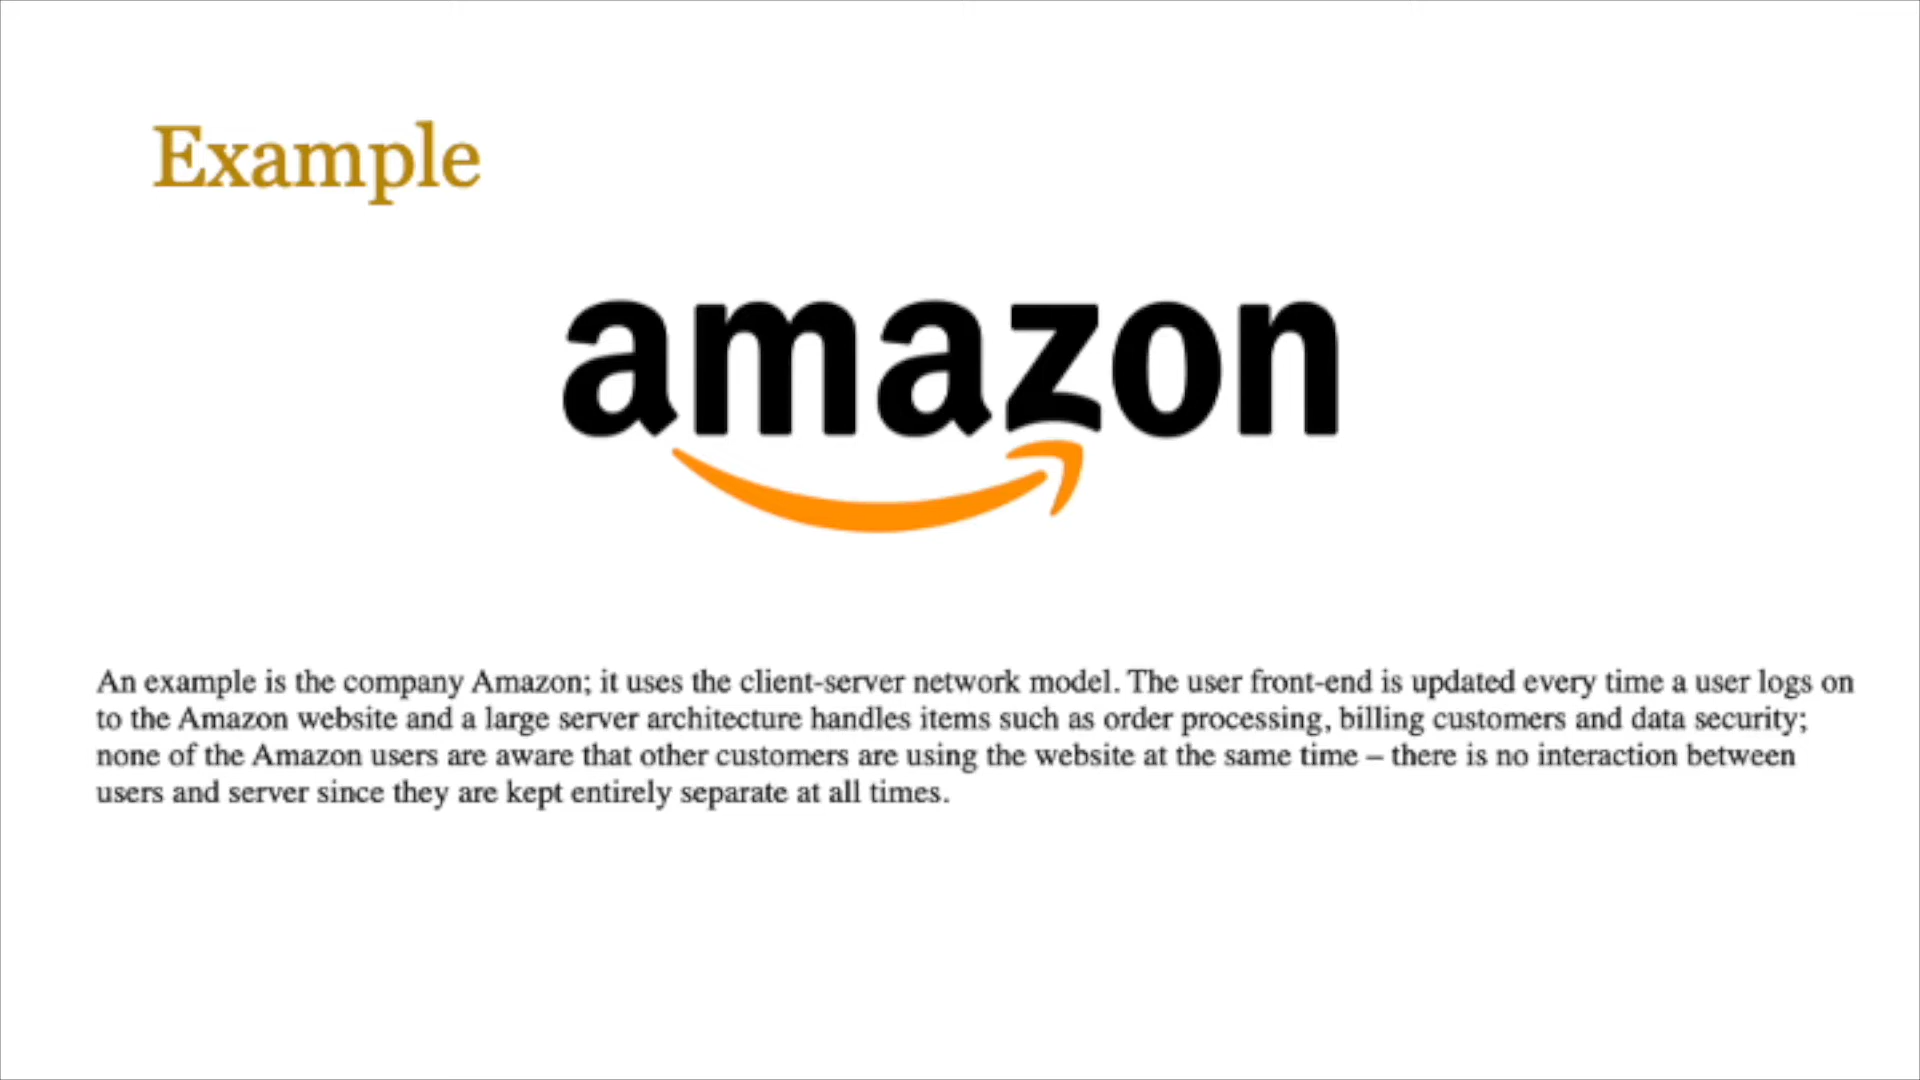 Example
amazon
An example is the company Amazon; it uses the client-server network model. The user front-end is updated every time a user logs on
to the Amazon website and a large server architecture handles items such as order processing, billing customers and data security;
none of the Amazon users are aware that other customers are using the website at the same time – there is no interaction between
users and server since they are kept entirely separate at all times.